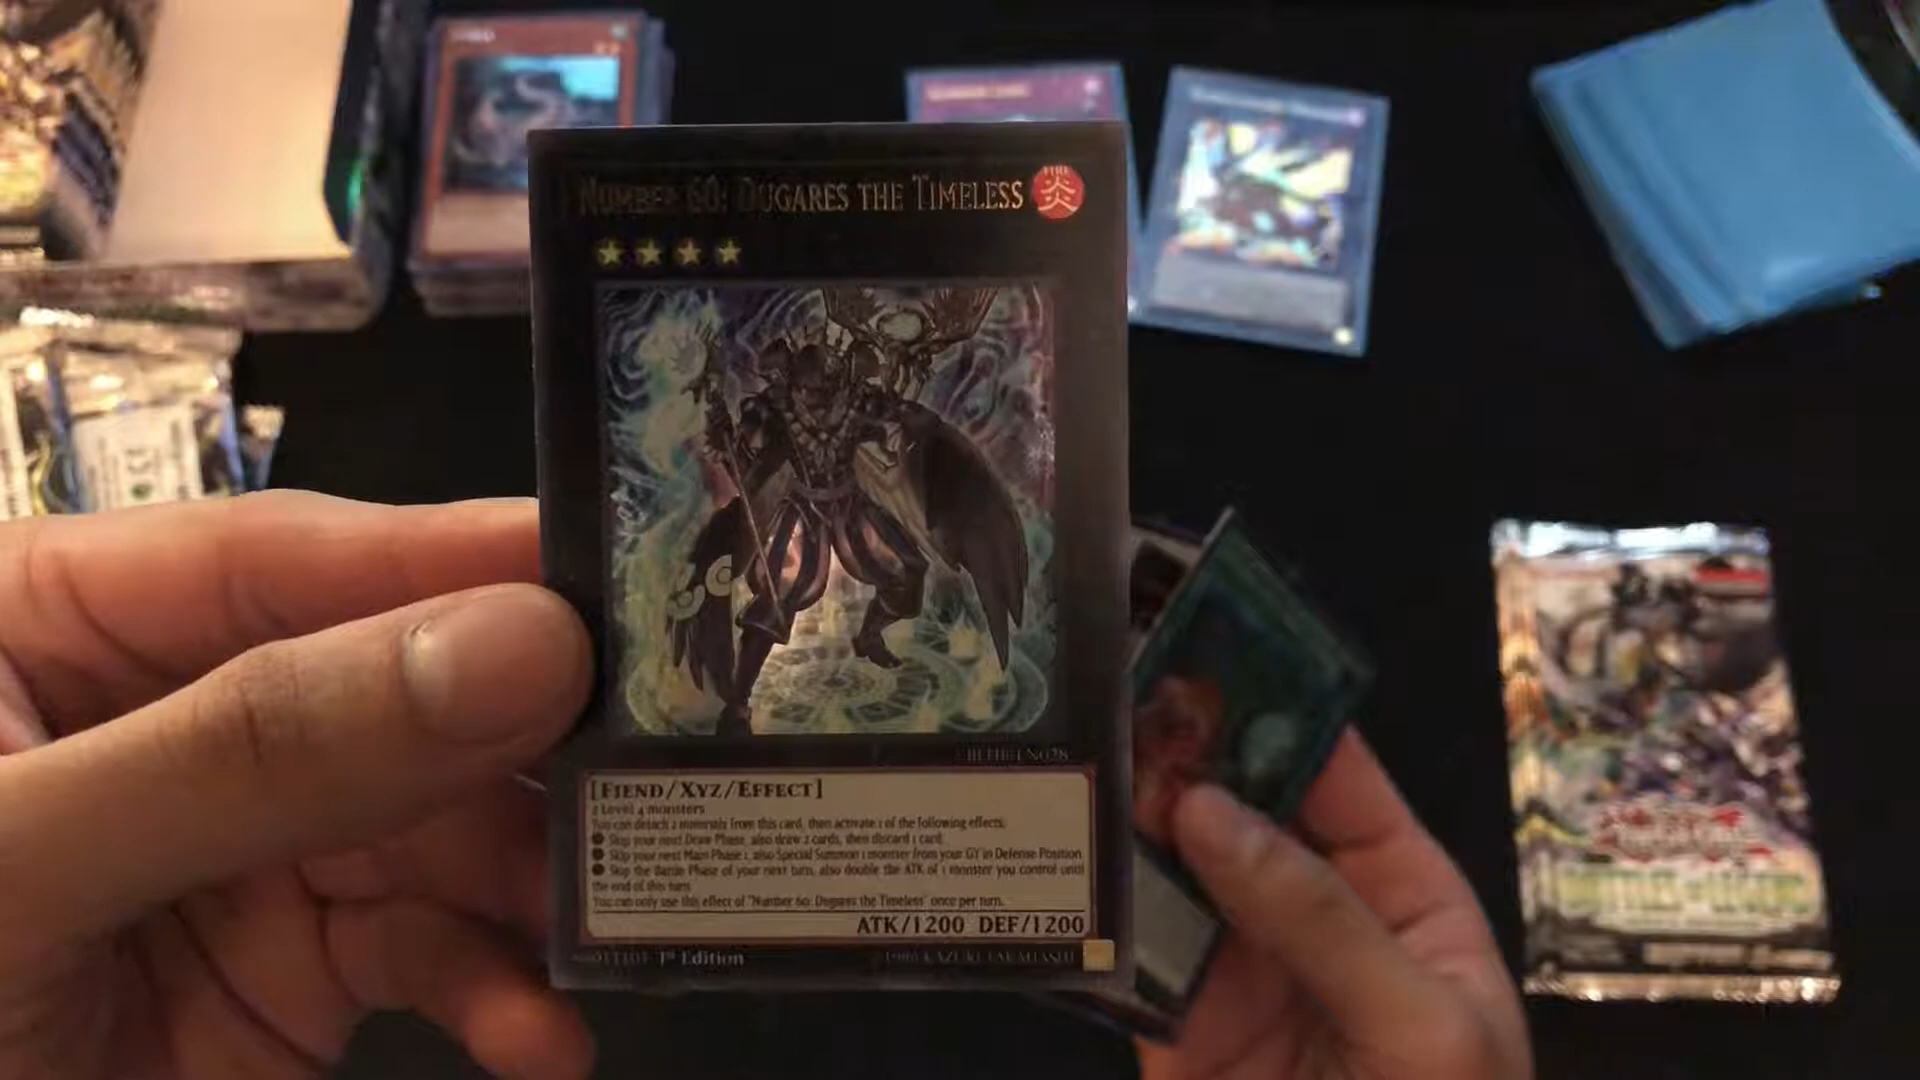 NUMBER 60: DUGARES THE TIMELESS
FIRE
炎
60
[FIEND/XYZ/EFFECT]
2 Level 4 monsters
You can detach 2 materials from this card, then activate 1 of the following effects;
● Skip your next Draw Phase, also draw 2 cards, then discard 1 card.
● Skip your next Main Phase 1, also Special Summon 1 monster from your GY in Defense Position
● Skip the Battle Phase of your next turn, also double the ATK of 1 monster you control until
the end of this turn
You can only use this effect of "Number 60: Dugares the Timeless" once per turn.
ATK/1200 DEF/1200
1st Edition
KAZUKI TAKAHASHI